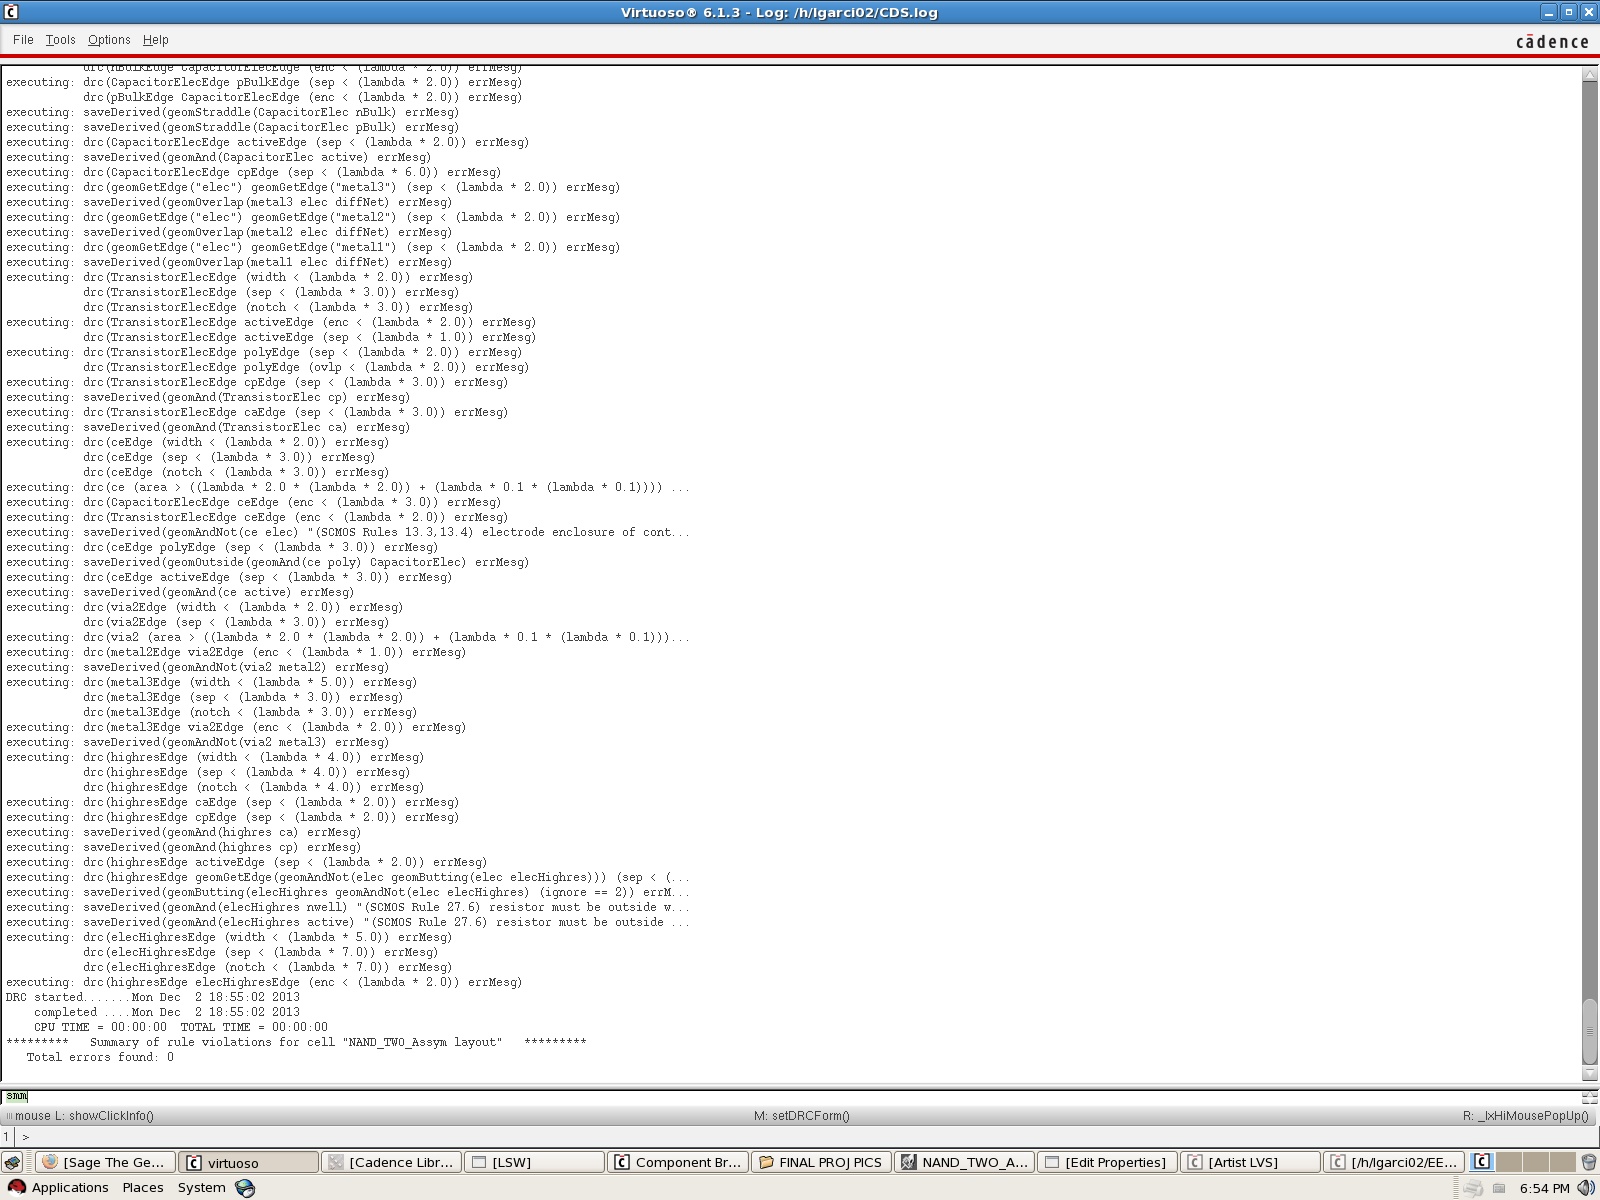 Virtuoso® 6.1.3 - Log: /h/lgarci02/CDS.log
File Tools Options Help
cādence
drc(nBulkEdge CapacitorElecEdge (enc < (lambda * 2.0)) errMesg)
executing: drc(CapacitorElecEdge pBulkEdge (sep < (lambda * 2.0)) errMesg)
drc(pBulkEdge CapacitorElecEdge (enc < (lambda * 2.0)) errMesg)
executing: saveDerived(geomStraddle(CapacitorElec nBulk) errMesg)
executing: saveDerived(geomStraddle(CapacitorElec pBulk) errMesg)
executing: drc(CapacitorElecEdge activeEdge (sep < (lambda * 2.0)) errMesg)
executing: saveDerived(geomAnd(CapacitorElec active) errMesg)
executing: drc(CapacitorElecEdge cpEdge (sep < (lambda * 6.0)) errMesg)
executing: drc(geomGetEdge("elec") geomGetEdge("metal3") (sep < (lambda * 2.0)) errMesg)
executing: saveDerived(geomOverlap(metal3 elec diffNet) errMesg)
executing: drc(geomGetEdge("elec") geomGetEdge("metal2") (sep < (lambda * 2.0)) errMesg)
executing: saveDerived(geomOverlap(metal2 elec diffNet) errMesg)
executing: drc(geomGetEdge("elec") geomGetEdge("metal1") (sep < (lambda * 2.0)) errMesg)
executing: saveDerived(geomOverlap(metal1 elec diffNet) errMesg)
executing: drc(TransistorElecEdge (width < (lambda * 2.0)) errMesg)
drc(TransistorElecEdge (sep < (lambda * 3.0)) errMesg)
drc(TransistorElecEdge (notch < (lambda * 3.0)) errMesg)
executing: drc(TransistorElecEdge activeEdge (enc < (lambda * 2.0)) errMesg)
drc(TransistorElecEdge activeEdge (sep < (lambda * 1.0)) errMesg)
executing: drc(TransistorElecEdge polyEdge (sep < (lambda * 2.0)) errMesg)
drc(TransistorElecEdge polyEdge (ovlp < (lambda * 2.0)) errMesg)
executing: drc(TransistorElecEdge cpEdge (sep < (lambda * 3.0)) errMesg)
executing: saveDerived(geomAnd(TransistorElec cp) errMesg)
executing: drc(TransistorElecEdge caEdge (sep < (lambda * 3.0)) errMesg)
executing: saveDerived(geomAnd(TransistorElec ca) errMesg)
executing: drc(ceEdge (width < (lambda * 2.0)) errMesg)
drc(ceEdge (sep < (lambda * 3.0)) errMesg)
drc(ceEdge (notch < (lambda * 3.0)) errMesg)
executing: drc(ce (area > ((lambda * 2.0 * (lambda * 2.0)) + (lambda * 0.1 * (lambda * 0.1)))) ...
executing: drc(CapacitorElecEdge ceEdge (enc < (lambda * 3.0)) errMesg)
executing: drc(TransistorElecEdge ceEdge (enc < (lambda * 2.0)) errMesg)
executing: saveDerived(geomAndNot(ce elec) "(SCMOS Rules 13.3,13.4) electrode enclosure of cont...
executing: drc(ceEdge polyEdge (sep < (lambda * 3.0)) errMesg)
executing: saveDerived(geomOutside(geomAnd(ce poly) CapacitorElec) errMesg)
executing: drc(ceEdge activeEdge (sep < (lambda * 3.0)) errMesg)
executing: saveDerived(geomAnd(ce active) errMesg)
executing: drc(via2Edge (width < (lambda * 2.0)) errMesg)
drc(via2Edge (sep < (lambda * 3.0)) errMesg)
executing: drc(via2 (area > ((lambda * 2.0 * (lambda * 2.0)) + (lambda * 0.1 * (lambda * 0.1)))...
executing: drc(metal2Edge via2Edge (enc < (lambda * 1.0)) errMesg)
executing: saveDerived(geomAndNot(via2 metal2) errMesg)
executing: drc(metal3Edge (width < (lambda * 5.0)) errMesg)
drc(metal3Edge (sep < (lambda * 3.0)) errMesg)
drc(metal3Edge (notch < (lambda * 3.0)) errMesg)
executing: drc(metal3Edge via2Edge (enc < (lambda * 2.0)) errMesg)
executing: saveDerived(geomAndNot(via2 metal3) errMesg)
executing: drc(highresEdge (width < (lambda * 4.0)) errMesg)
drc(highresEdge (sep < (lambda * 4.0)) errMesg)
drc(highresEdge (notch < (lambda * 4.0)) errMesg)
executing: drc(highresEdge caEdge (sep < (lambda * 2.0)) errMesg)
executing: drc(highresEdge cpEdge (sep < (lambda * 2.0)) errMesg)
executing: saveDerived(geomAnd(highres ca) errMesg)
executing: saveDerived(geomAnd(highres cp) errMesg)
executing: drc(highresEdge activeEdge (sep < (lambda * 2.0)) errMesg)
executing: drc(highresEdge geomGetEdge(geomAndNot(elec geomButting(elec elecHighres))) (sep < (...
executing: saveDerived(geomButting(elecHighres geomAndNot(elec elecHighres) (ignore == 2)) errM...
executing: saveDerived(geomAnd(elecHighres nwell) "(SCMOS Rule 27.6) resistor must be outside w...
executing: saveDerived(geomAnd(elecHighres active) "(SCMOS Rule 27.6) resistor must be outside ...
executing: drc(elecHighresEdge (width < (lambda * 5.0)) errMesg)
drc(elecHighresEdge (sep < (lambda * 7.0)) errMesg)
drc(elecHighresEdge (notch < (lambda * 7.0)) errMesg)
executing: drc(highresEdge elecHighresEdge (enc < (lambda * 2.0)) errMesg)
DRC started.......Mon Dec  2 18:55:02 2013
completed ....Mon Dec  2 18:55:02 2013
CPU TIME = 00:00:00  TOTAL TIME = 00:00:00
*********   Summary of rule violations for cell "NAND_TWO_Assym layout"   *********
Total errors found: 0
smm
mouse L: showClickInfo() M: setDRCForm() R: _lxHiMousePopUp()
1 >
[Sage The Ge... virtuoso [Cadence Libr... [LSW] Component Br... FINAL PROJ PICS NAND_TWO_A... [Edit Properties] [Artist LVS] [/h/lgarci02/EE...
Applications Places System 6:54 PM